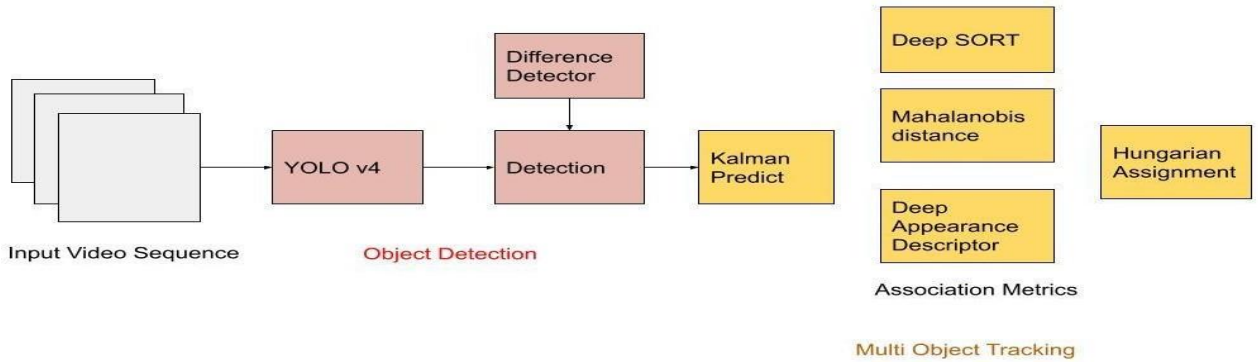 Difference
Detector
Deep SORT
Mahalanobis
distance
YOLO v4
Detection
Kalman
Predict
Hungarian
Assignment
Deep
Appearance
Descriptor
Input Video Sequence
Object Detection
Association Metrics
Multi Object Tracking